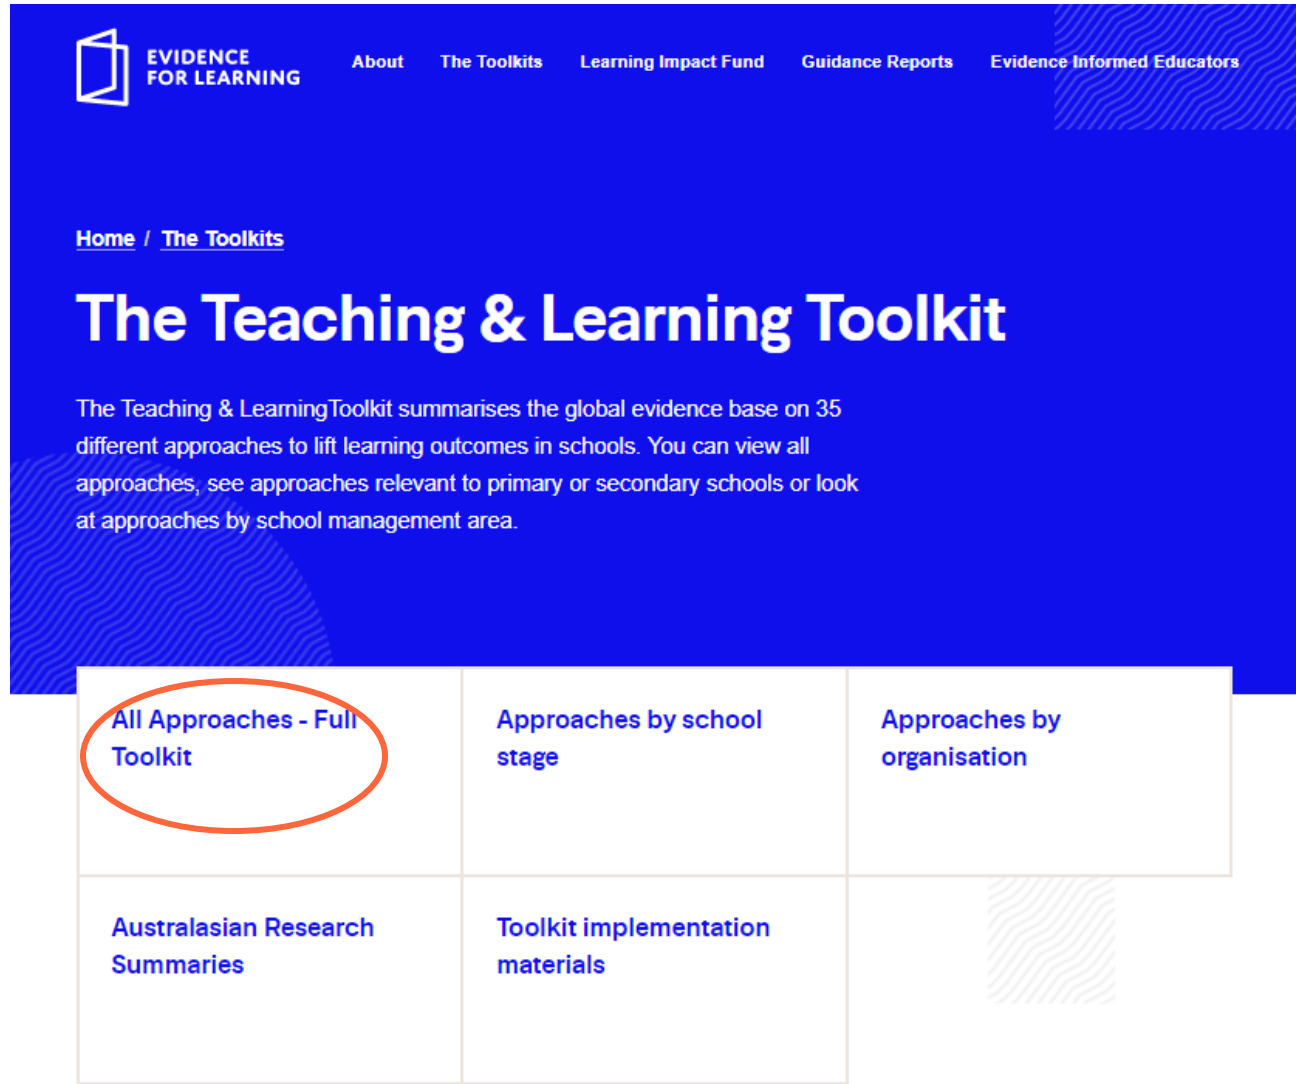 EVIDENCE
FOR LEARNING
About The Toolkits Learning Impact Fund Guidance Reports Evidence Informed Educators
Home / The Toolkits
The Teaching & Learning Toolkit
The Teaching & LearningToolkit summarises the global evidence base on 35
different approaches to lift learning outcomes in schools. You can view all
approaches, see approaches relevant to primary or secondary schools or look
at approaches by school management area.
All Approaches - Full
Toolkit
Approaches by school
stage
Approaches by
organisation
Australasian Research
Summaries
Toolkit implementation
materials